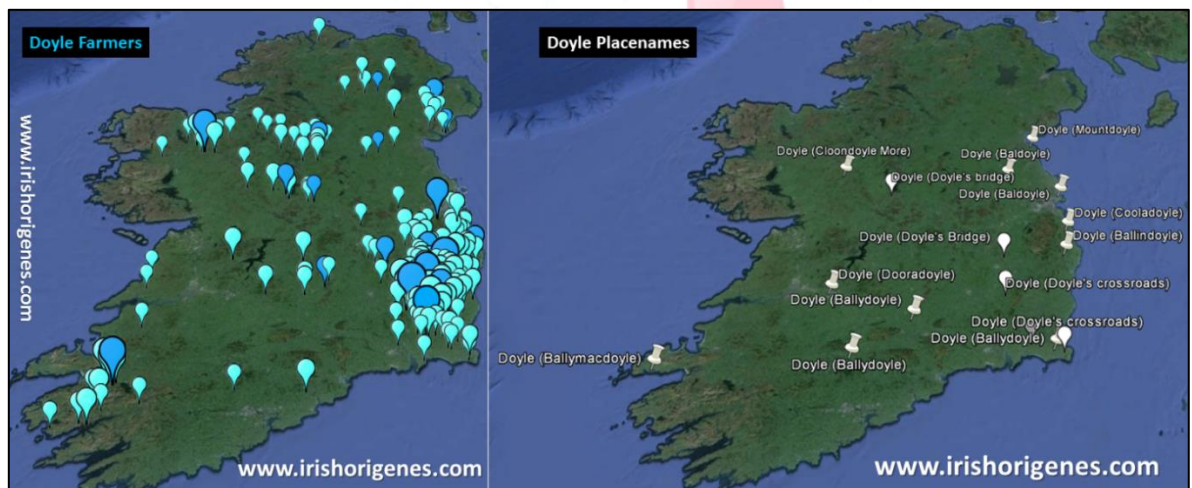 Doyle Farmers
www.irishorigenes.com
www.irishorigenes.com
Doyle Placenames
Doyle (Mountdoyle)
Doyle (Cloondoyle More)
Doyle (Baldoyle)
Doyle (Doyle's bridge)
Doyle (Baldoyle)
Doyle (Cooladoyle)
Doyle (Doyle's Bridge)
Doyle (Ballindoyle)
Doyle (Dooradoyle)
Doyle (Doyle's crossroads)
Doyle (Ballydoyle)
Doyle (Doyle's crossroads)
Doyle (Ballydoyle)
Doyle (Ballymacdoyle)
Doyle (Ballydoyle)
www.irishorigenes.com